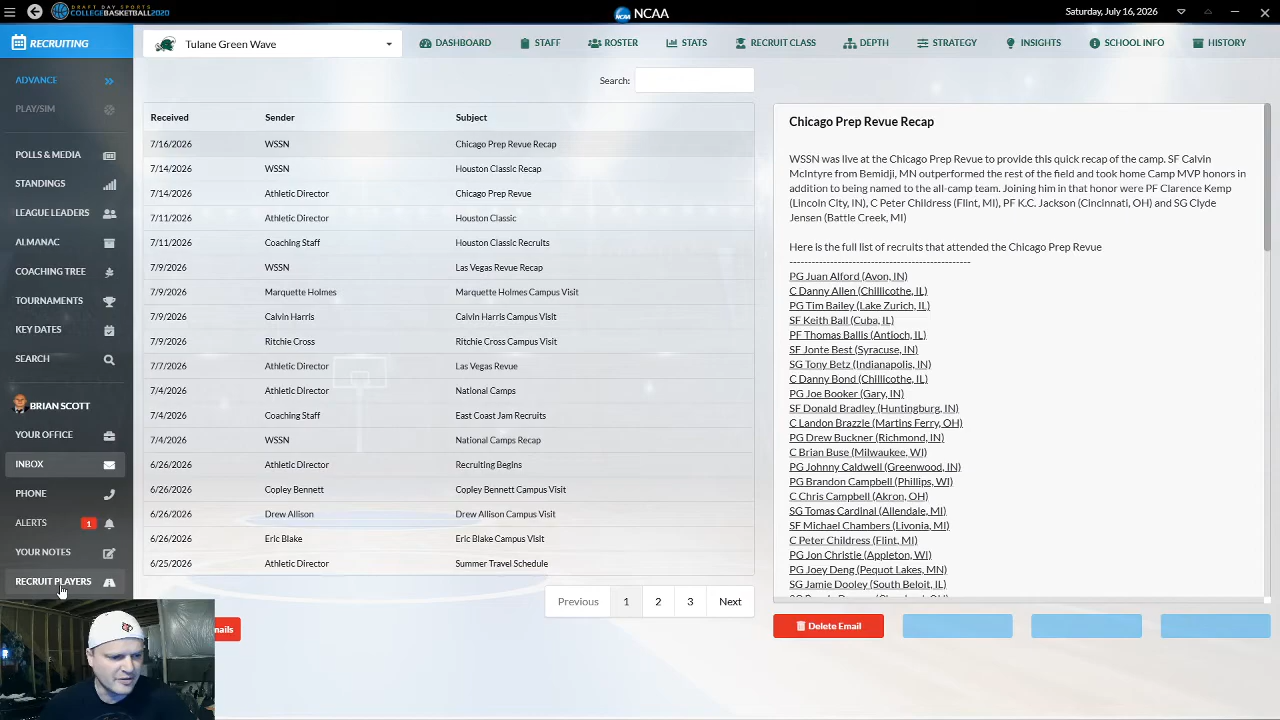 DRAFT DAY SPORTS
COLLEGE BASKETBALL 2020
NCAA
Saturday, July 16, 2026
RECRUITING
Tulane Green Wave
DASHBOARD
STAFF
ROSTER
STATS
RECRUIT CLASS
DEPTH
STRATEGY
INSIGHTS
SCHOOL INFO
HISTORY
ADVANCE
PLAY/SIM
POLLS & MEDIA
STANDINGS
LEAGUE LEADERS
ALMANAC
COACHING TREE
TOURNAMENTS
KEY DATES
SEARCH
BRIAN SCOTT
YOUR OFFICE
INBOX
PHONE
ALERTS 1
YOUR NOTES
RECRUIT PLAYERS
Search:
Received Sender Subject
7/16/2026 WSSN Chicago Prep Revue Recap
7/14/2026 WSSN Houston Classic Recap
7/14/2026 Athletic Director Chicago Prep Revue
7/11/2026 Athletic Director Houston Classic
7/11/2026 Coaching Staff Houston Classic Recruits
7/9/2026 WSSN Las Vegas Revue Recap
7/9/2026 Marquette Holmes Marquette Holmes Campus Visit
7/9/2026 Calvin Harris Calvin Harris Campus Visit
7/9/2026 Ritchie Cross Ritchie Cross Campus Visit
7/7/2026 Athletic Director Las Vegas Revue
7/4/2026 Athletic Director National Camps
7/4/2026 Coaching Staff East Coast Jam Recruits
7/4/2026 WSSN National Camps Recap
6/26/2026 Athletic Director Recruiting Begins
6/26/2026 Copley Bennett Copley Bennett Campus Visit
6/26/2026 Drew Allison Drew Allison Campus Visit
6/26/2026 Eric Blake Eric Blake Campus Visit
6/25/2026 Athletic Director Summer Travel Schedule
Previous 1 2 3 Next
Chicago Prep Revue Recap
WSSN was live at the Chicago Prep Revue to provide this quick recap of the camp. SF Calvin
McIntyre from Bemidji, MN outperformed the rest of the field and took home Camp MVP honors in
addition to being named to the all-camp team. Joining him in that honor were PF Clarence Kemp
(Lincoln City, IN), C Peter Childress (Flint, MI), PF K.C. Jackson (Cincinnati, OH) and SG Clyde
Jensen (Battle Creek, MI)
Here is the full list of recruits that attended the Chicago Prep Revue
------------------------------------------------
PG Juan Alford (Avon, IN)
C Danny Allen (Chillicothe, IL)
PG Tim Bailey (Lake Zurich, IL)
SF Keith Ball (Cuba, IL)
PF Thomas Ballis (Antioch, IL)
SF Jonte Best (Syracuse, IN)
SG Tony Betz (Indianapolis, IN)
C Danny Bond (Chillicothe, IL)
PG Joe Booker (Gary, IN)
SF Donald Bradley (Huntingburg, IN)
C Landon Brazzle (Martins Ferry, OH)
PG Drew Buckner (Richmond, IN)
C Brian Buse (Milwaukee, WI)
PG Johnny Caldwell (Greenwood, IN)
PG Brandon Campbell (Phillips, WI)
C Chris Campbell (Akron, OH)
SG Tomas Cardinal (Allendale, MI)
SF Michael Chambers (Livonia, MI)
C Peter Childress (Flint, MI)
PG Jon Christie (Appleton, WI)
PG Joey Deng (Pequot Lakes, MN)
SG Jamie Dooley (South Beloit, IL)
Delete Email